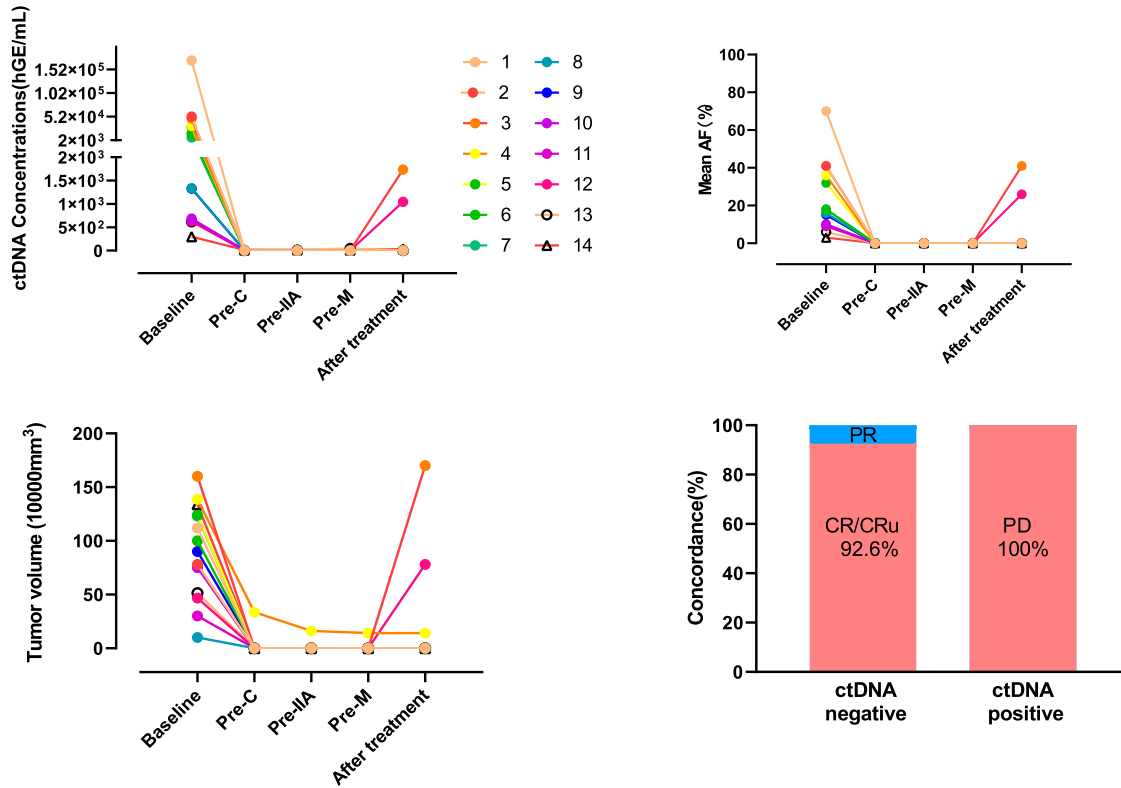 ctDNA Concentrations(hGE/mL)
1.52×10⁵
1.02×10⁵
5.2×10⁴
2×10³
2×10³
1.5×10³
1×10³
5×10²
0
Baseline
Pre-C
Pre-IIA
Pre-M
After treatment
1
2
3
4
5
6
7
8
9
10
11
12
13
14
Mean AF (%)
100
80
60
40
20
0
Baseline
Pre-C
Pre-IIA
Pre-M
After treatment
Tumor volume (10000mm³)
200
150
100
50
0
Baseline
Pre-C
Pre-IIA
Pre-M
After treatment
Concordance(%)
100
80
60
40
20
0
PR
CR/CRu
92.6%
PD
100%
ctDNA
negative
ctDNA
positive